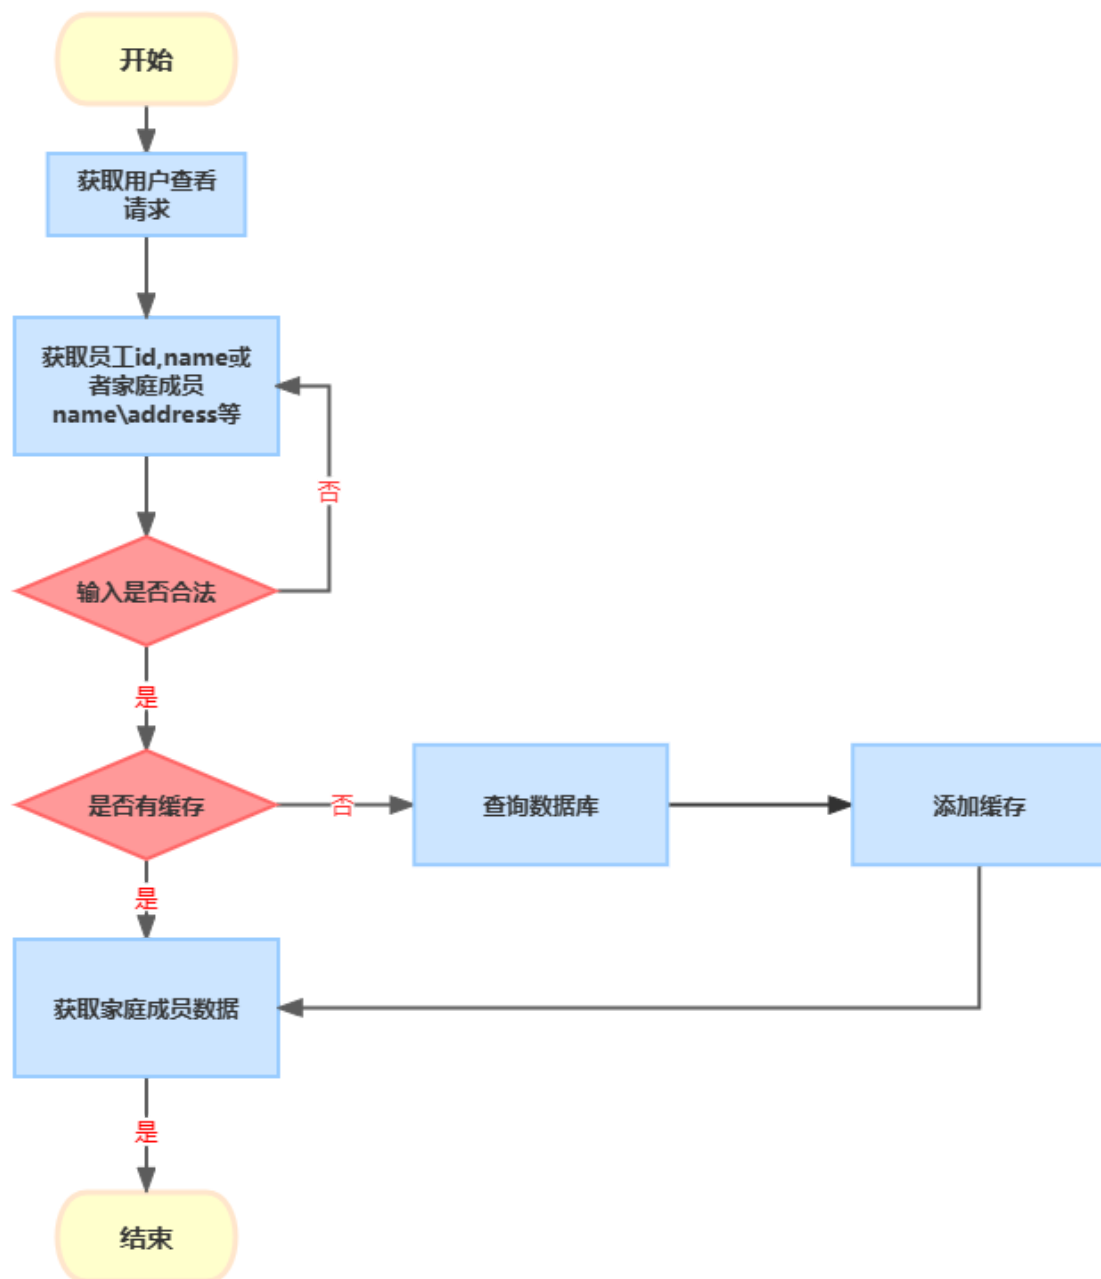 开始
获取用户查看
请求
获取员工id,name或
者家庭成员
name\address等
否
输入是否合法
是
是否有缓存
否
查询数据库
添加缓存
是
获取家庭成员数据
是
结束